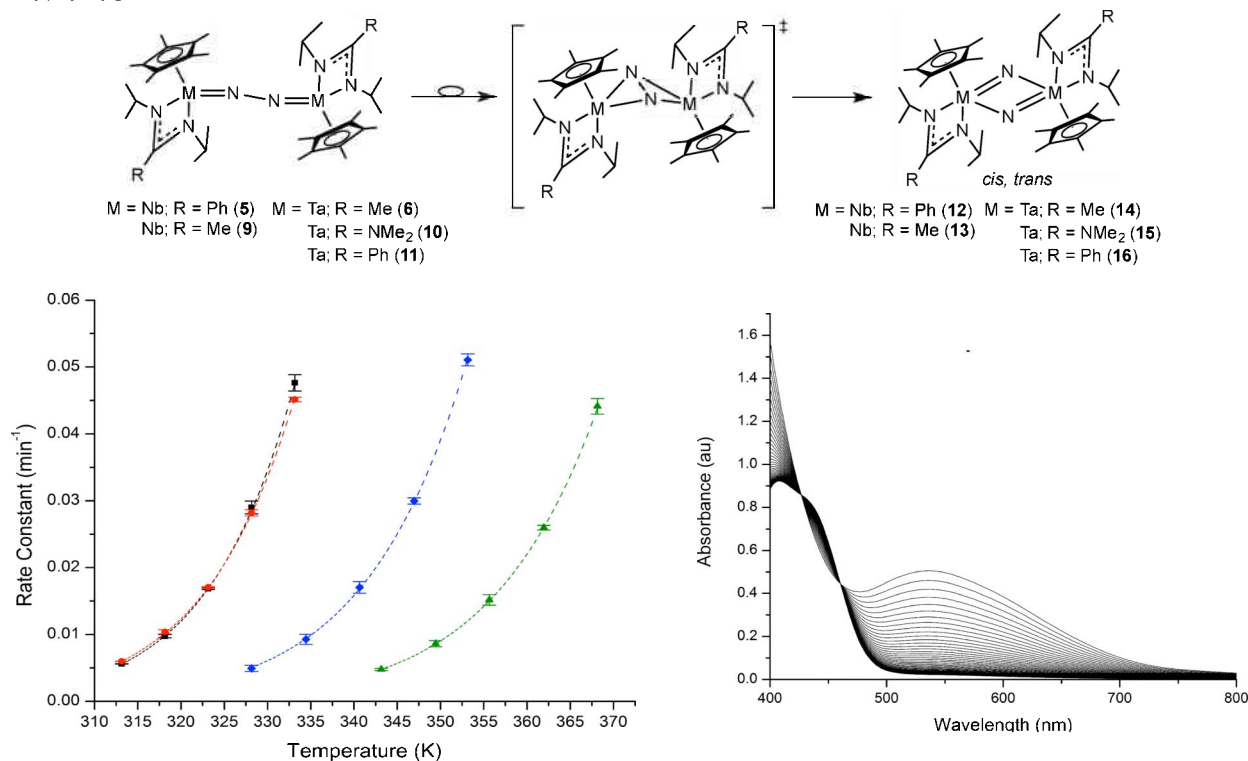 R
N
N
M
N
N
M
N
N
R
‡
R
N
N
N
N
M
M
N
N
R
R
N
N
N
M
M
N
N
N
R
cis, trans
M = Nb; R = Ph (5) M = Ta; R = Me (6)
Nb; R = Me (9) Ta; R = NMe2 (10)
Ta; R = Ph (11)
M = Nb; R = Ph (12) M = Ta; R = Me (14)
Nb; R = Me (13) Ta; R = NMe2 (15)
Ta; R = Ph (16)
Rate Constant (min-1)
0.06
0.05
0.04
0.03
0.02
0.01
0.00
310 315 320 325 330 335 340 345 350 355 360 365 370
Temperature (K)
Absorbance (au)
1.6
1.4
1.2
1.0
0.8
0.6
0.4
0.2
0.0
400 500 600 700 800
Wavelength (nm)